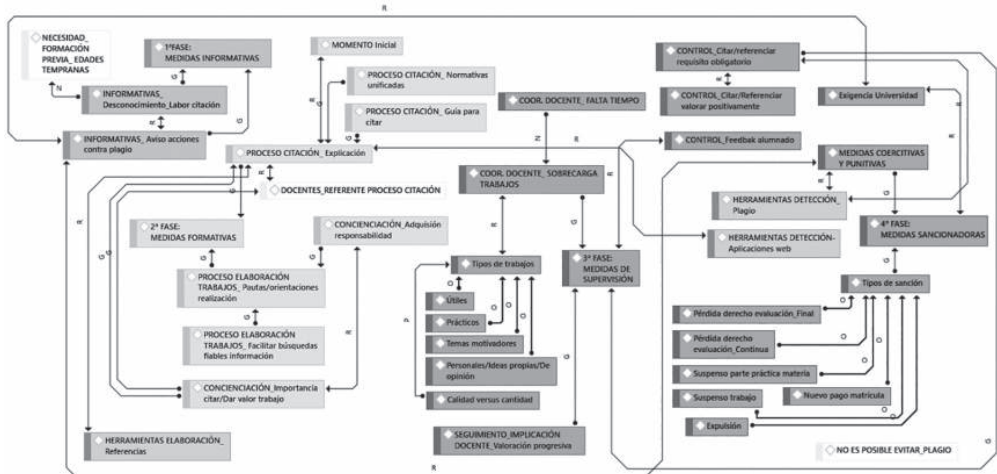 NECESIDAD_
FORMACIÓN
PREVIA_EDADES
TEMPRANAS
1ªFASE:
MEDIDAS INFORMATIVAS
INFORMATIVAS_
Desconocimiento_Labor citación
INFORMATIVAS_Aviso acciones
contra plagio
MOMENTO Inicial
PROCESO CITACIÓN_ Normativas
unificadas
PROCESO CITACIÓN_ Guía para
citar
PROCESO CITACIÓN_ Explicación
DOCENTES_REFERENTE PROCESO CITACIÓN
2ª FASE:
MEDIDAS FORMATIVAS
CONCIENCIACIÓN_Adquisión
responsabilidad
PROCESO ELABORACIÓN
TRABAJOS_ Pautas/orientaciones
realización
PROCESO ELABORACIÓN
TRABAJOS_ Facilitar búsquedas
fiables información
CONCIENCIACIÓN_Importancia
citar/Dar valor trabajo
HERRAMIENTAS ELABORACIÓN_
Referencias
COOR. DOCENTE_ FALTA TIEMPO
COOR. DOCENTE_ SOBRECARGA
TRABAJOS
Tipos de trabajos
Útiles
Prácticos
Temas motivadores
Personales/Ideas propias/De
opinión
Calidad versus cantidad
3ª FASE:
MEDIDAS DE
SUPERVISIÓN
SEGUIMIENTO_IMPLICACIÓN
DOCENTE_Valoración progresiva
CONTROL_Citar/referenciar
requisito obligatorio
CONTROL_Citar/Referenciar
valorar positivamente
CONTROL_Feedbak alumnado
Exigencia Universidad
MEDIDAS COERCITIVAS
Y PUNITIVAS
HERRAMIENTAS DETECCIÓN_
Plagio
HERRAMIENTAS DETECCIÓN-
Aplicaciones web
4ª FASE:
MEDIDAS SANCIONADORAS
Tipos de sanción
Pérdida derecho evaluación_Final
Pérdida derecho
evaluación_Continua
Suspenso parte práctica materia
Suspenso trabajo
Nuevo pago matrícula
Expulsión
NO ES POSIBLE EVITAR_PLAGIO